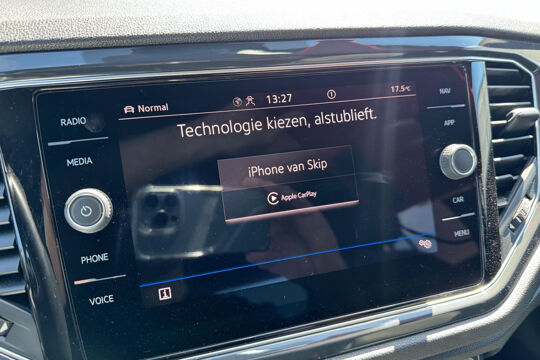 RADIO
MEDIA
PHONE
VOICE
Normal
13:27
17.5°C
Technologie kiezen, alstublieft.
iPhone van Skip
Apple CarPlay
NAV
APP
CAR
MENU